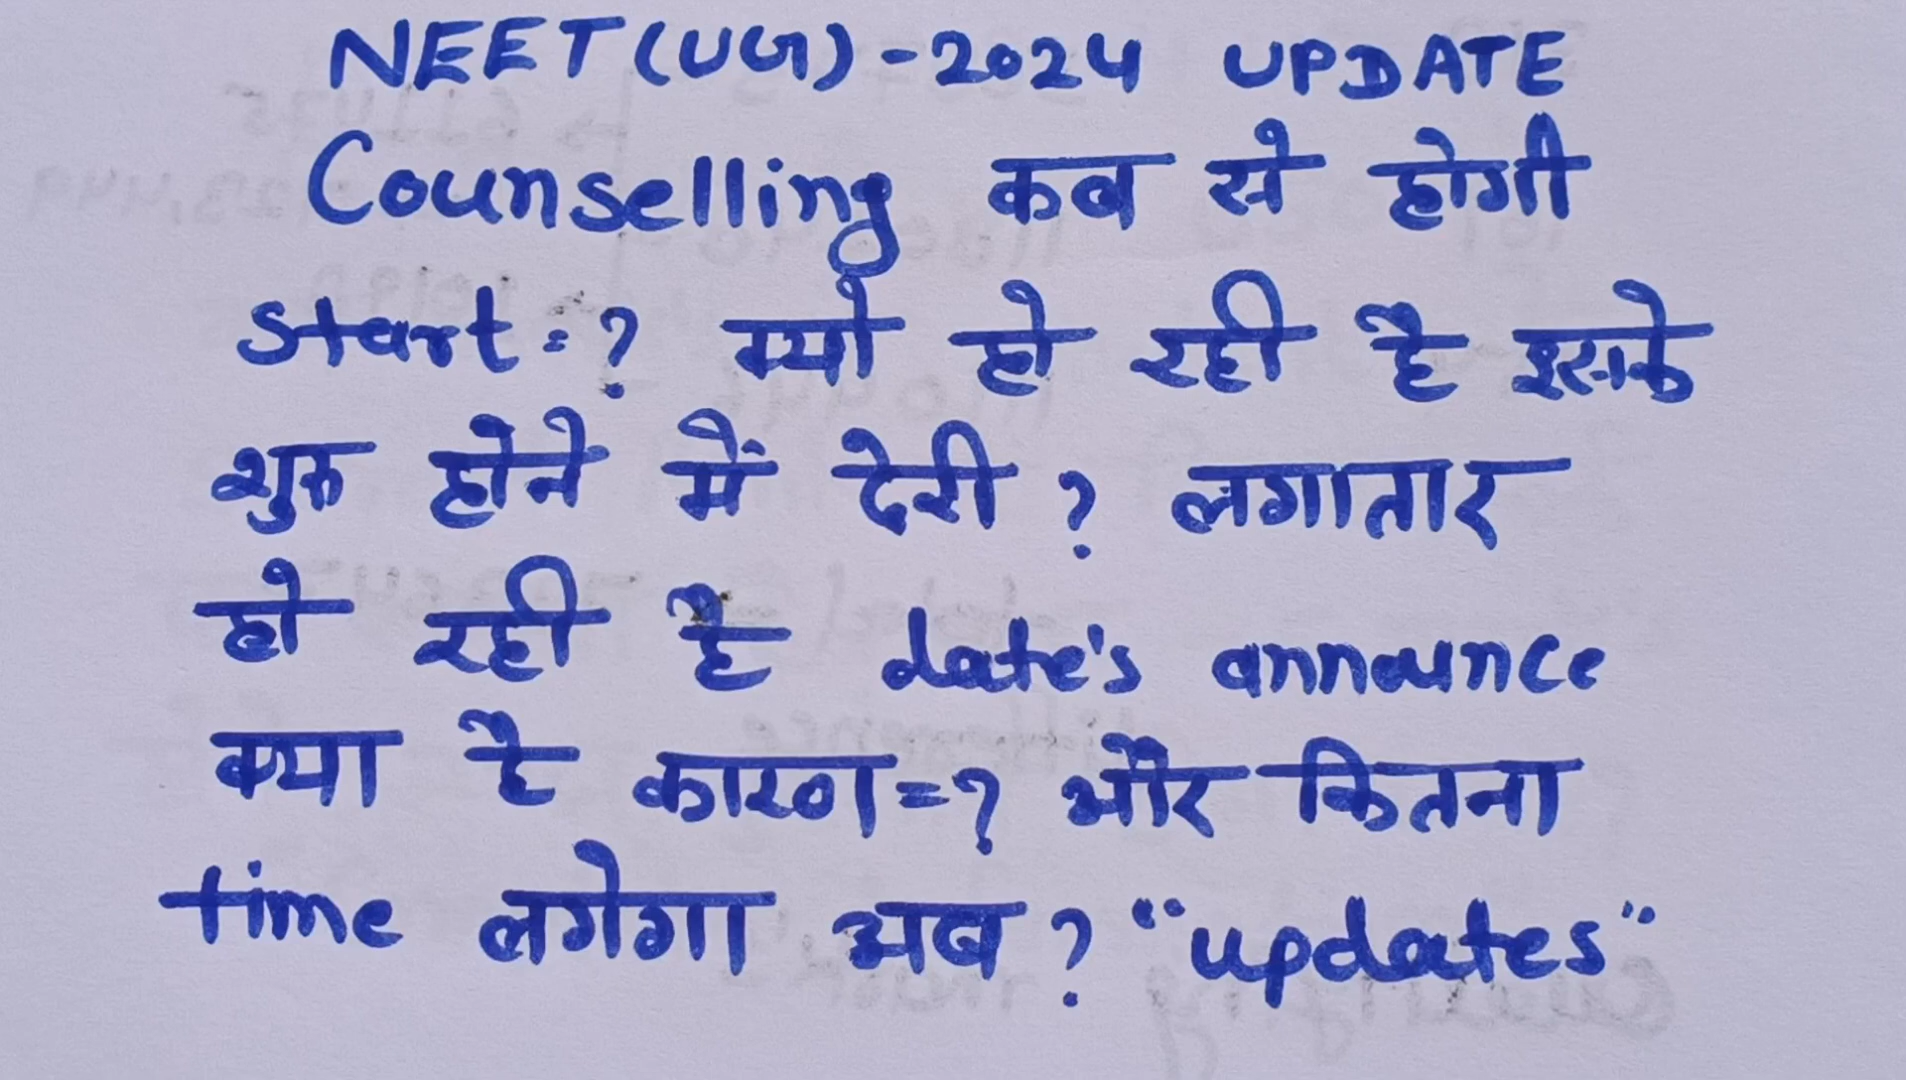 NEET(UG)-2024 UPDATE
Counselling कब से होगी
start:? क्यो हो रही है इसके
शुरु होने में देरी ? लगातार
हो रही है date's announce
क्या है कारण=? और कितना
time लगेगा अब ? "updates"